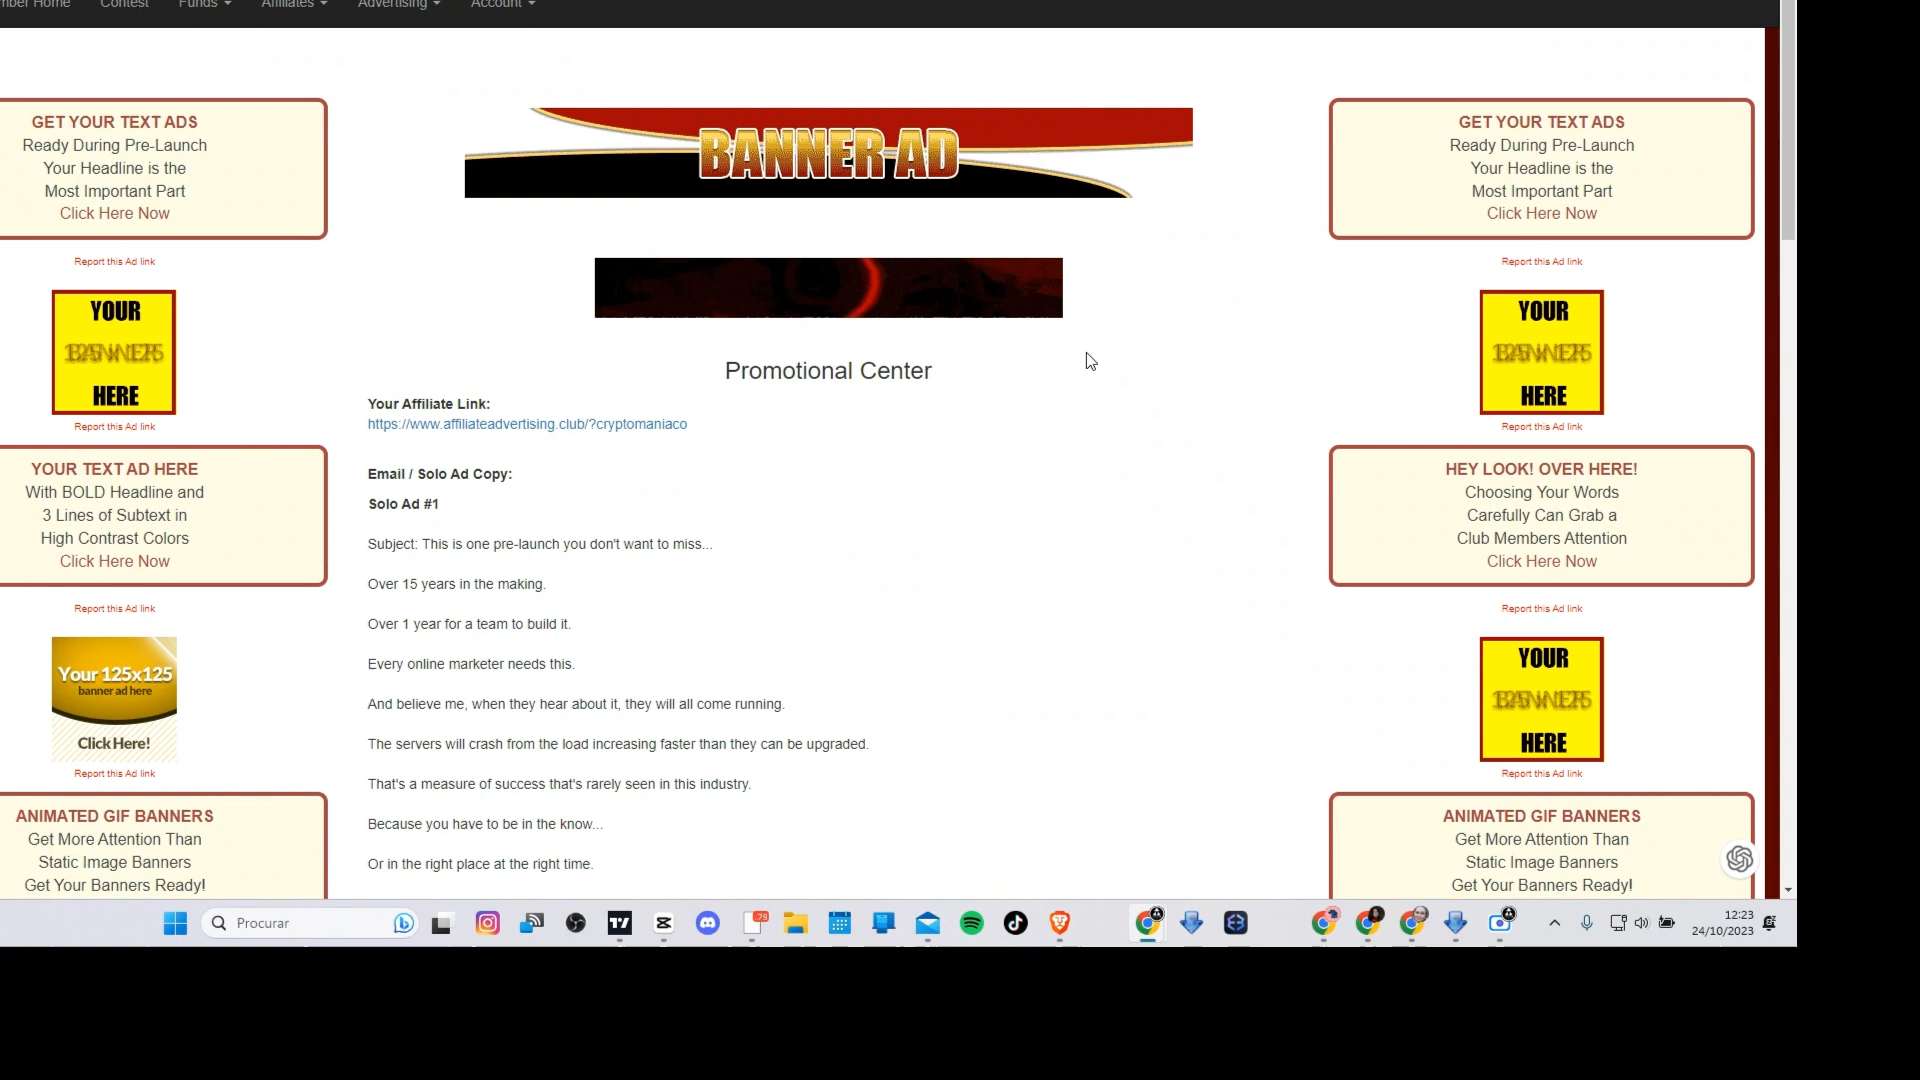 Member Home Contest Funds Affiliates Advertising Account
GET YOUR TEXT ADS
Ready During Pre-Launch
Your Headline is the
Most Important Part
Click Here Now
Report this Ad link
YOUR
HERE
Report this Ad link
YOUR TEXT AD HERE
With BOLD Headline and
3 Lines of Subtext in
High Contrast Colors
Click Here Now
Report this Ad link
Your 125x125
banner ad here
Click Here!
Report this Ad link
ANIMATED GIF BANNERS
Get More Attention Than
Static Image Banners
Get Your Banners Ready!
BANNER AD
Promotional Center
Your Affiliate Link:
https://www.affiliateadvertising.club/?cryptomaniaco
Email / Solo Ad Copy:
Solo Ad #1
Subject: This is one pre-launch you don't want to miss...
Over 15 years in the making.
Over 1 year for a team to build it.
Every online marketer needs this.
And believe me, when they hear about it, they will all come running.
The servers will crash from the load increasing faster than they can be upgraded.
That's a measure of success that's rarely seen in this industry.
Because you have to be in the know...
Or in the right place at the right time.
GET YOUR TEXT ADS
Ready During Pre-Launch
Your Headline is the
Most Important Part
Click Here Now
Report this Ad link
YOUR
HERE
Report this Ad link
HEY LOOK! OVER HERE!
Choosing Your Words
Carefully Can Grab a
Club Members Attention
Click Here Now
Report this Ad link
YOUR
HERE
Report this Ad link
ANIMATED GIF BANNERS
Get More Attention Than
Static Image Banners
Get Your Banners Ready!
Procurar
79
12:23
24/10/2023